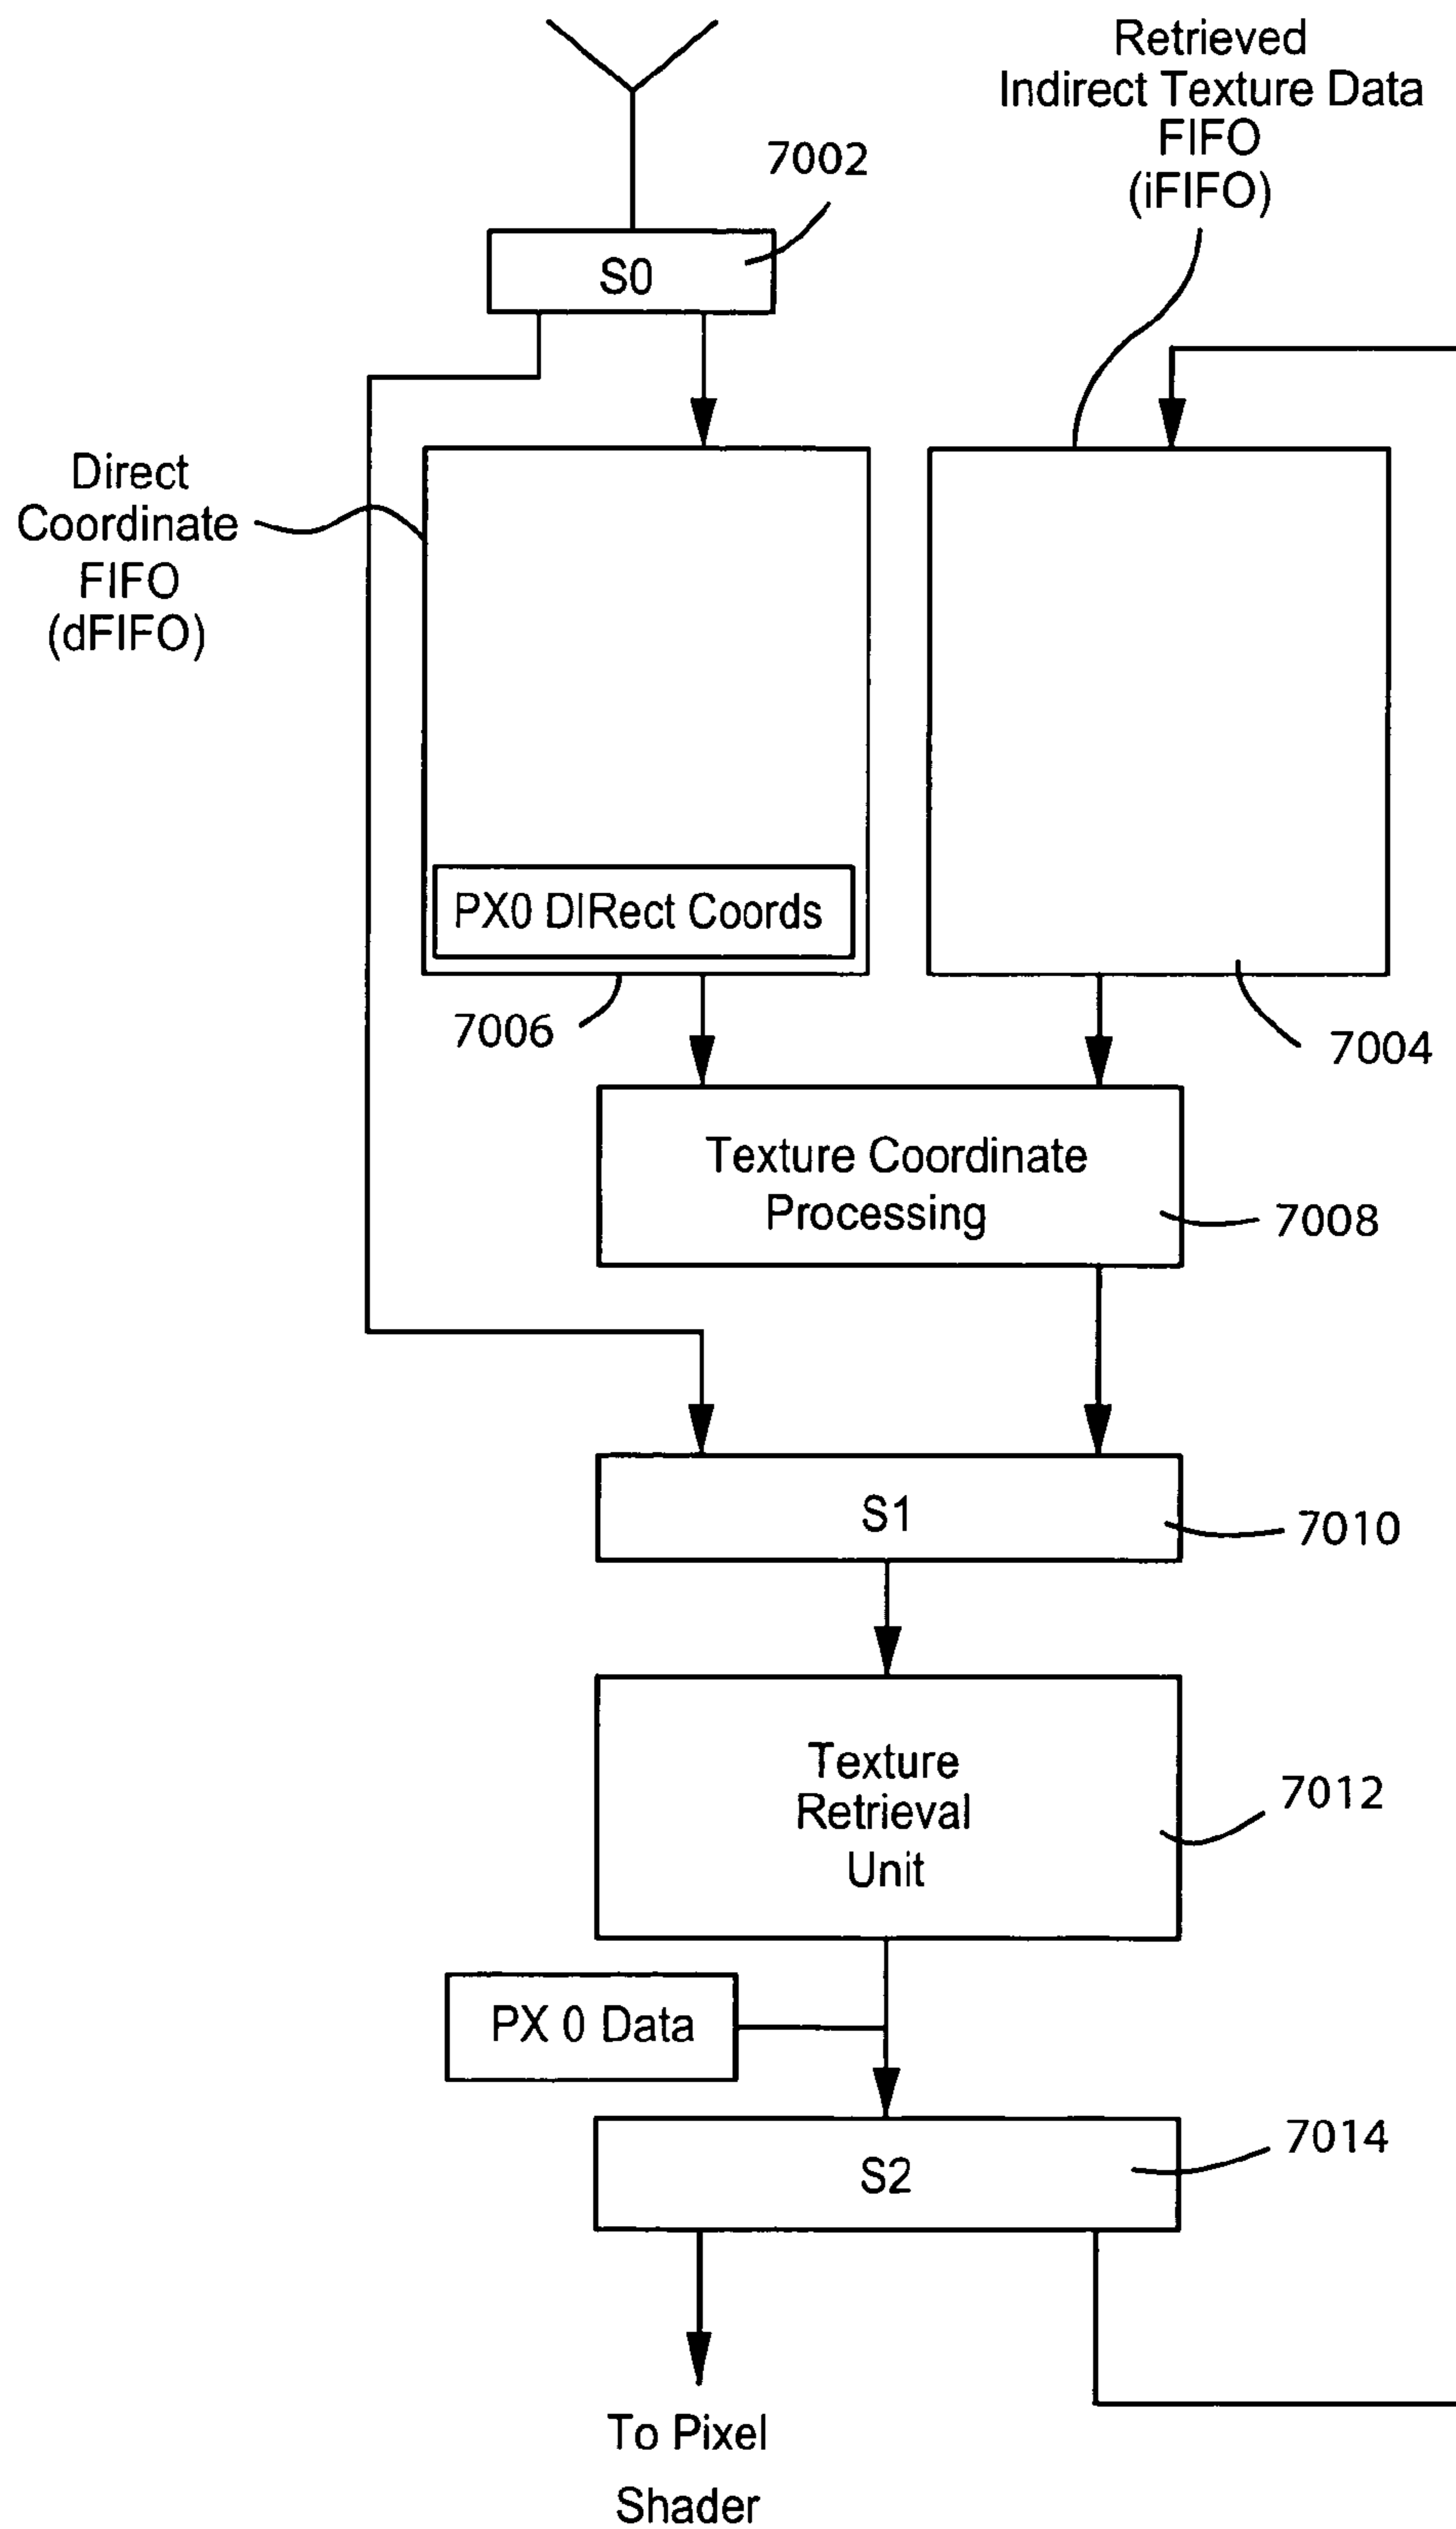 Retrieved
Indirect Texture Data
FIFO
(iFIFO)
7002
S0
Direct
Coordinate
FIFO
(dFIFO)
PX0 DIRect Coords
7006
7004
Texture Coordinate
Processing
7008
S1
7010
Texture
Retrieval
Unit
7012
PX 0 Data
7014
S2
To Pixel
Shader